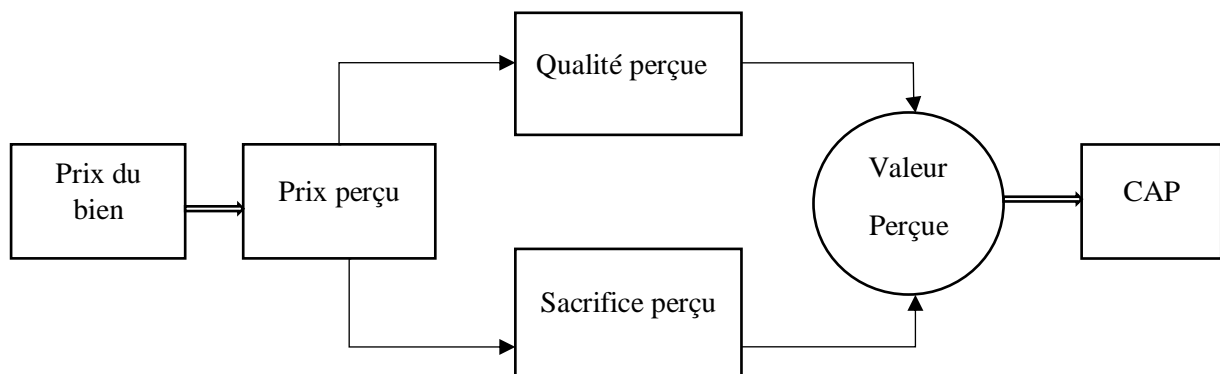 Qualité perçue
Prix du
bien
Prix perçu
Valeur
Perçue
CAP
Sacrifice perçu